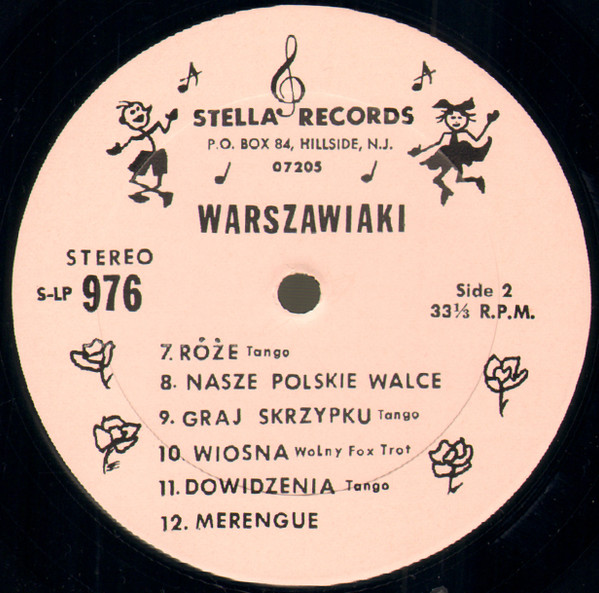 STELLA RECORDS
P.O. BOX 84, HILLSIDE, N.J.
07205
WARSZAWIAKI
STEREO
S-LP 976
Side 2
33⅓ R.P.M.
7. RÓŻE Tango
8. NASZE POLSKIE WALCE
9. GRAJ SKRZYPKU Tango
10. WIOSNA Wolny Fox Trot
11. DOWIDZENIA Tango
12. MERENGUE